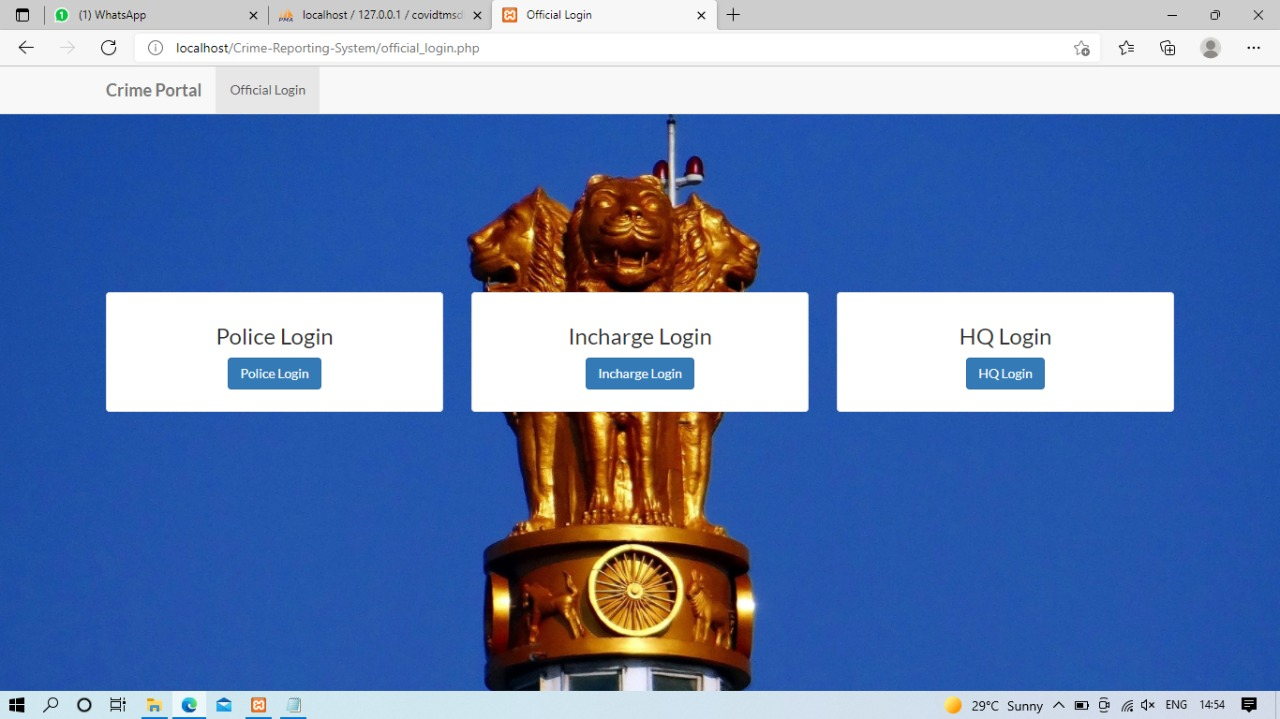 (1) WhatsApp
localhost / 127.0.0.1 / covidtmsd
Official Login
localhost/Crime-Reporting-System/official_login.php
Crime Portal
Official Login
Police Login
Police Login
Incharge Login
Incharge Login
HQ Login
HQ Login
29°C Sunny
ENG
14:54